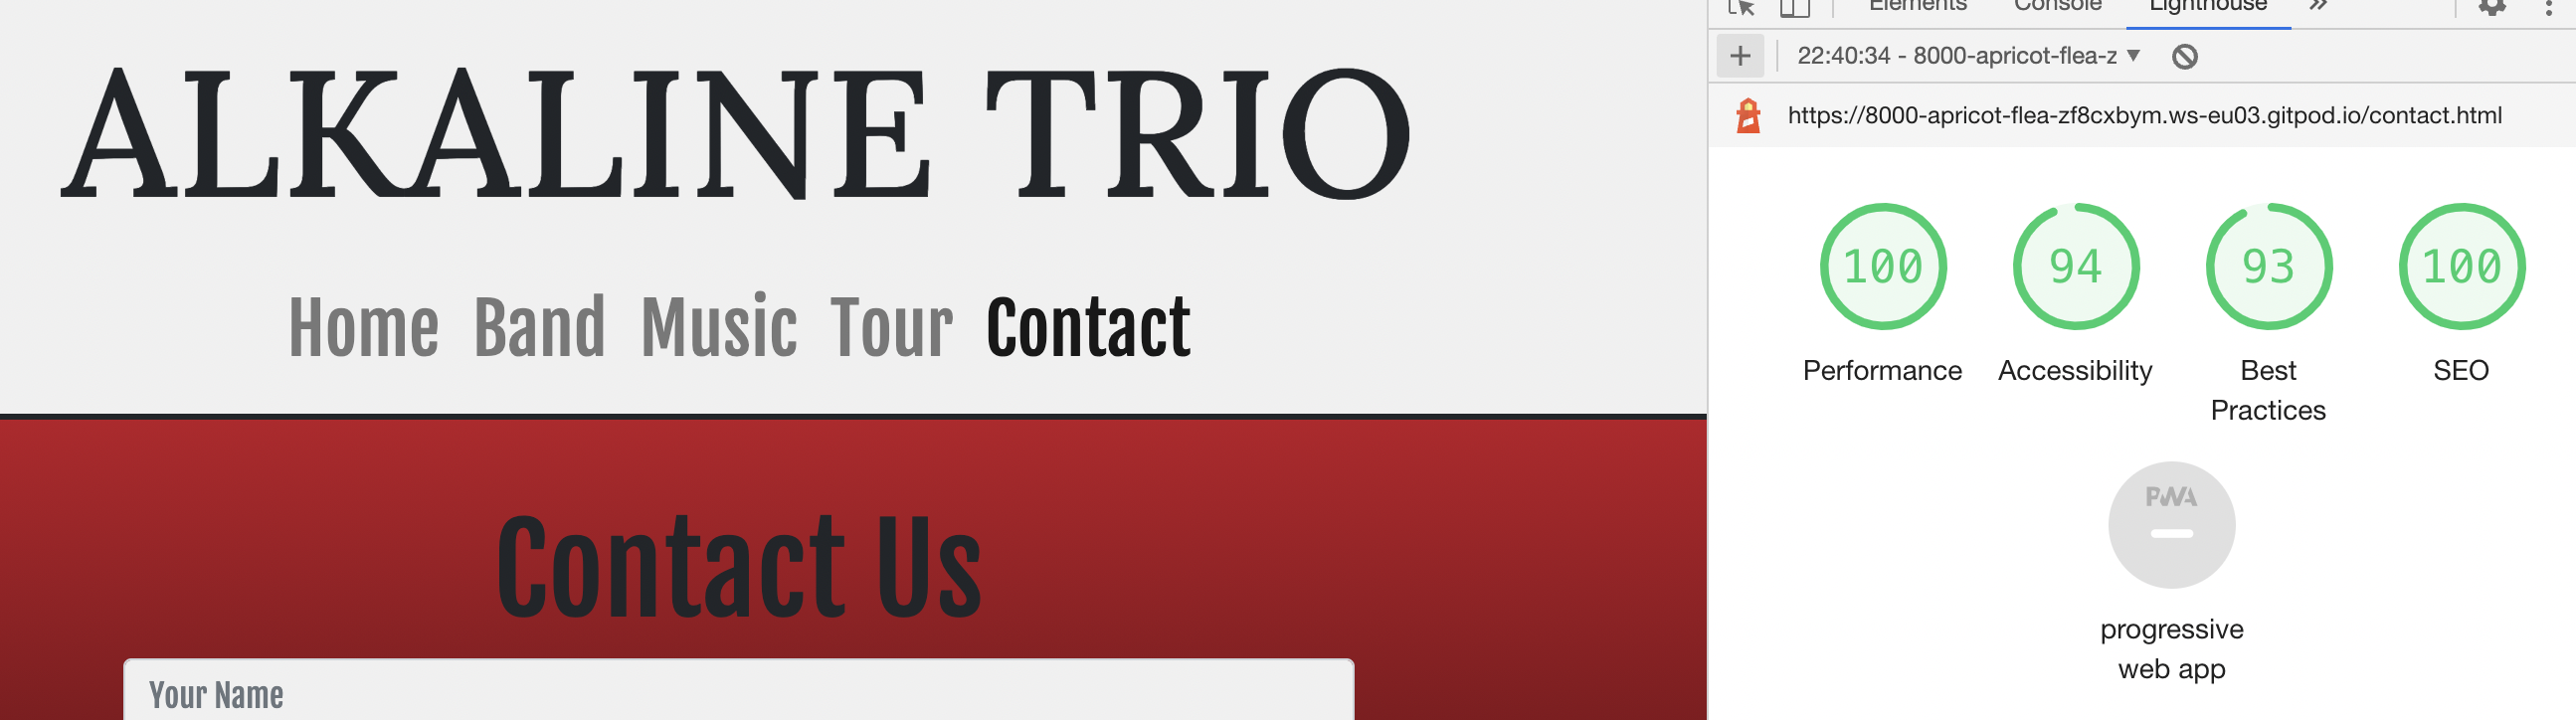 ALKALINE TRIO
Home Band Music Tour Contact
Contact Us
Your Name
Elements Console Lighthouse »
22:40:34 - 8000-apricot-flea-z
https://8000-apricot-flea-zf8cxbym.ws-eu03.gitpod.io/contact.html
100 94 93 100
Performance Accessibility Best Practices SEO
PWA
progressive
web app